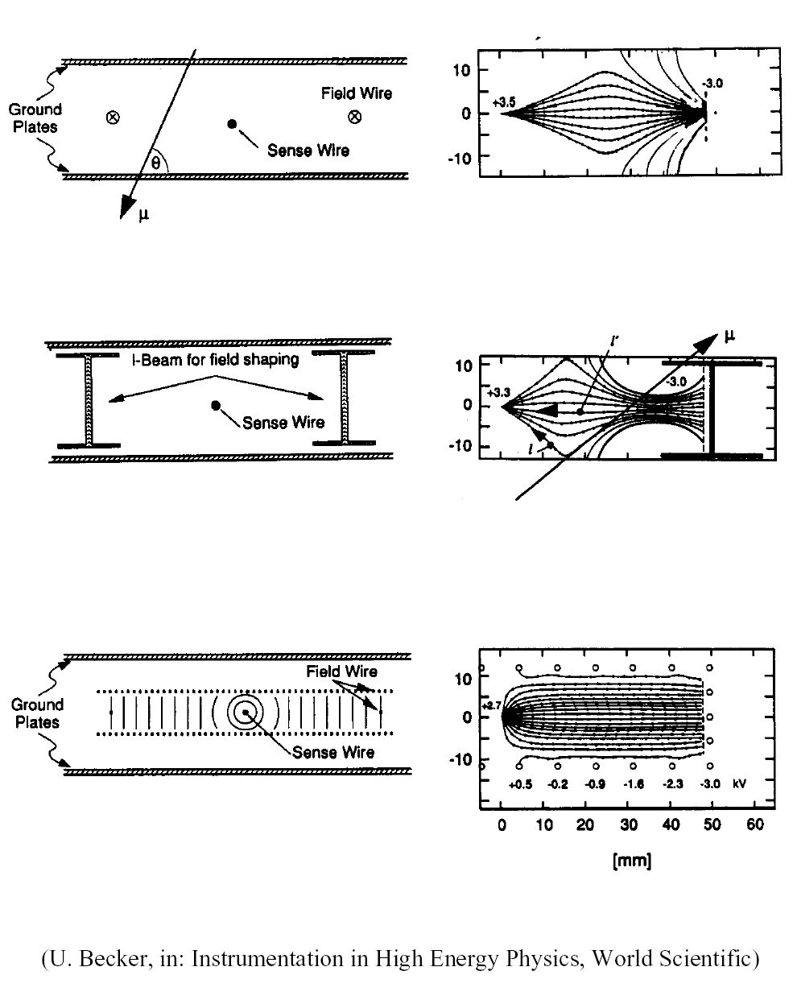 Ground
Plates
Field Wire
Sense Wire
θ
μ
10
0
-10
+3.5
-3.0
I-Beam for field shaping
Sense Wire
10
0
-10
+3.3
-3.0
l'
l
μ
Ground
Plates
Field Wire
Sense Wire
10
0
-10
+2.7
+0.5 -0.2 -0.9 -1.6 -2.3 -3.0 kV
0 10 20 30 40 50 60
[mm]
(U. Becker, in: Instrumentation in High Energy Physics, World Scientific)